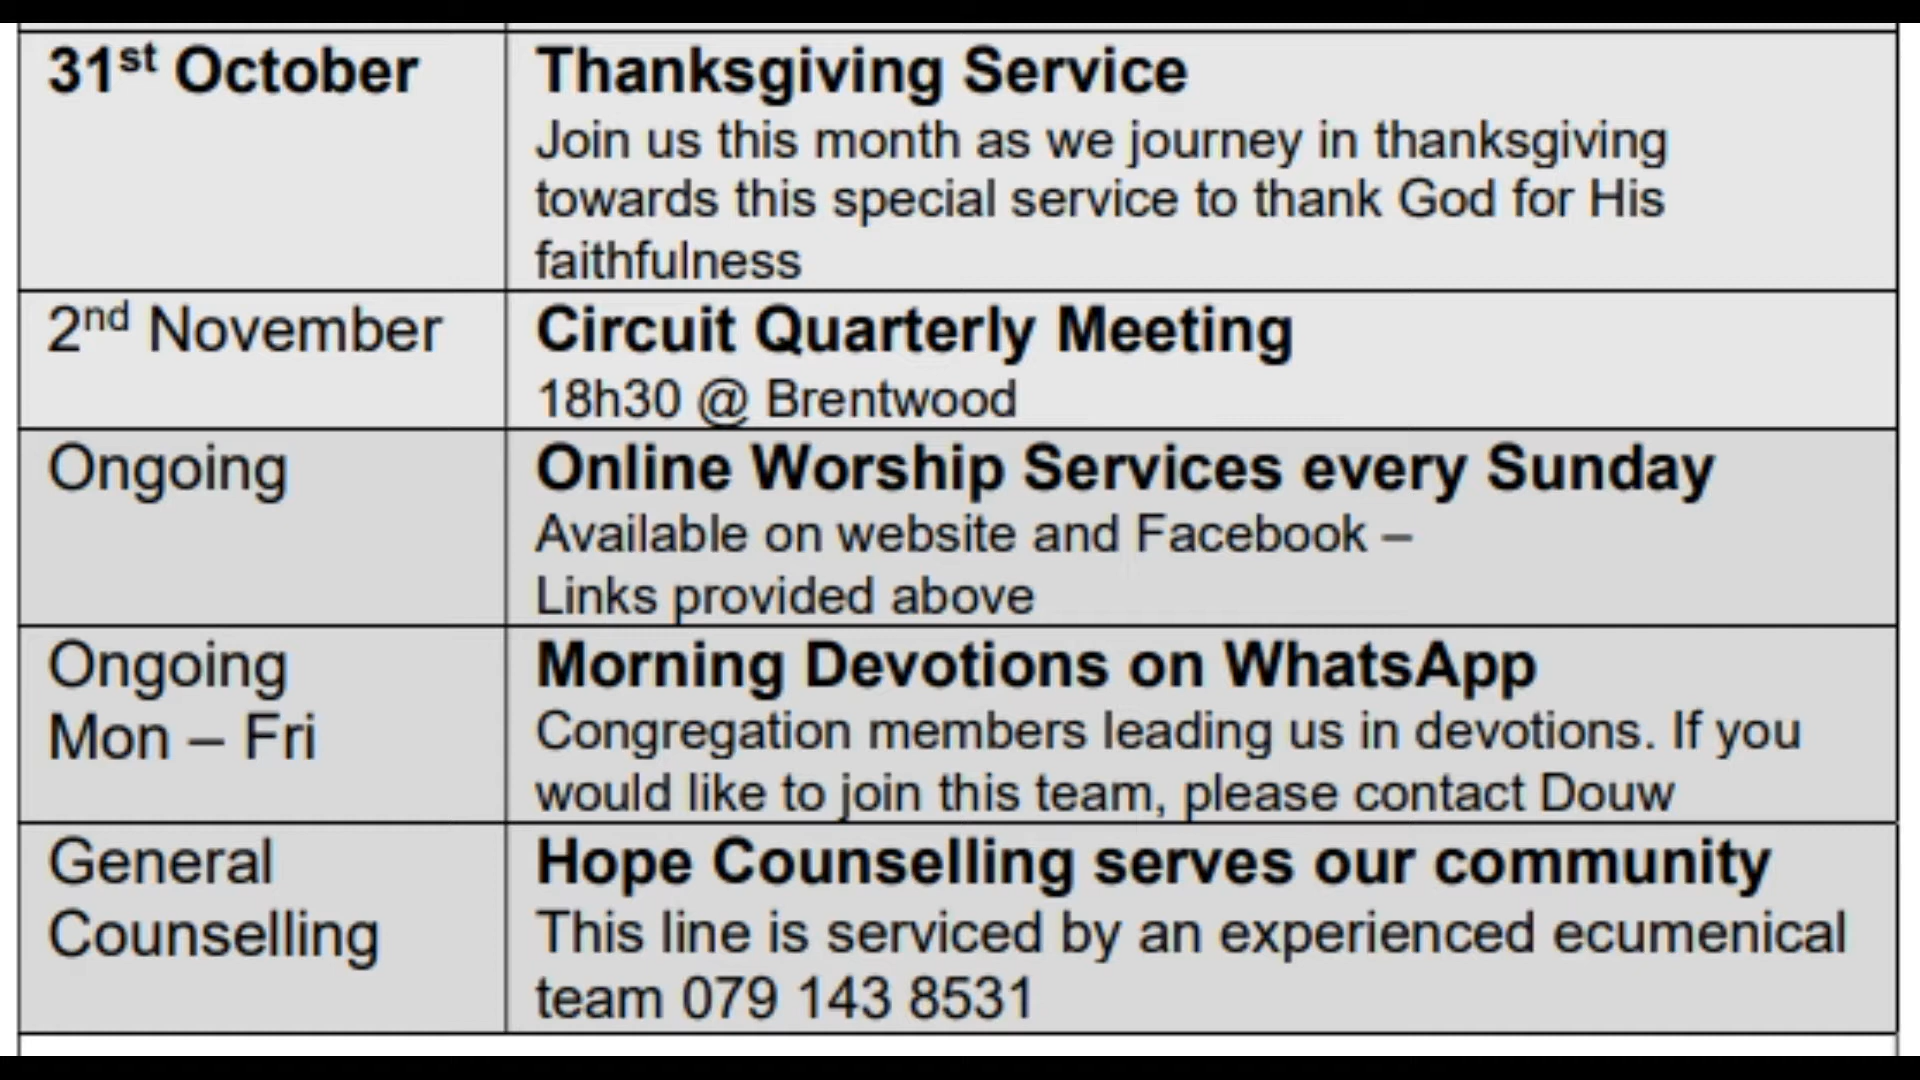 31st October
Thanksgiving Service
Join us this month as we journey in thanksgiving
towards this special service to thank God for His
faithfulness
2nd November
Circuit Quarterly Meeting
18h30 @ Brentwood
Ongoing
Online Worship Services every Sunday
Available on website and Facebook –
Links provided above
Ongoing
Mon – Fri
Morning Devotions on WhatsApp
Congregation members leading us in devotions. If you
would like to join this team, please contact Douw
General
Counselling
Hope Counselling serves our community
This line is serviced by an experienced ecumenical
team 079 143 8531